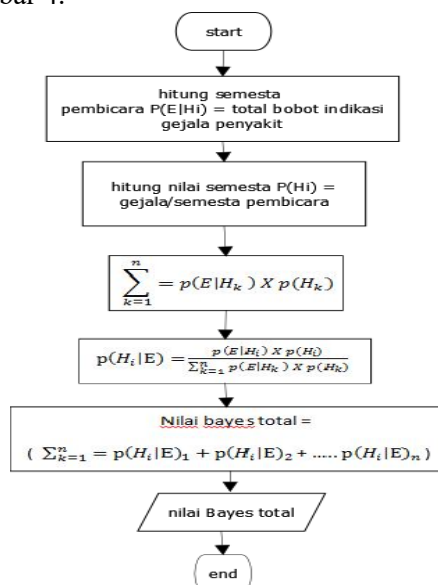 start
hitung semesta
pembicara P(E|Hi) = total bobot indikasi
gejala penyakit
hitung nilai semesta P(Hi) =
gejala/semesta pembicara
∑_{k=1}^{n} = p(E|H_k) X p(H_k)
p(H_i|E) = p(E|H_i) X p(H_i) / ∑_{k=1}^{n} p(E|H_k) X p(H_k)
Nilai bayes total =
( ∑_{k=1}^{n} = p(H_i|E)_1 + p(H_i|E)_2 + ..... p(H_i|E)_n )
nilai Bayes total
end